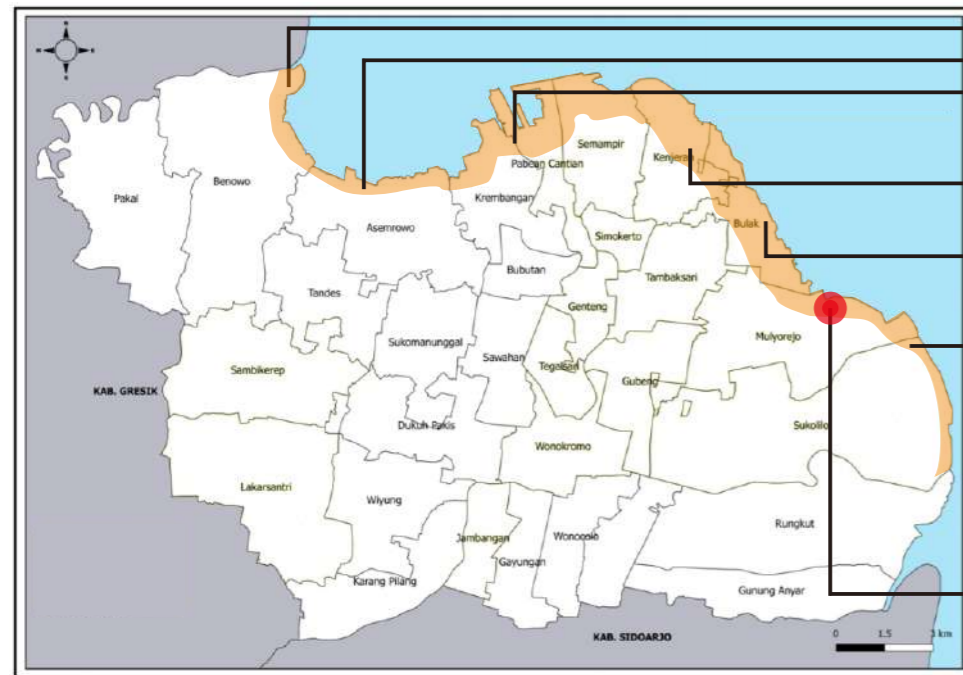 Semampir
Kenjeran
Pabean Cantian
Benowo
Pakal
Krembangan
Asemrowo
Bulak
Simokerto
Bubutan
Tambaksari
Tandes
Genteng
Sukomanunggal
Mulyorejo
Sawahan
Tegalsari
Sambikerep
Gubeng
KAB. GRESIK
Dukuh Pakis
Sukolilo
Wonokromo
Lakarsantri
Wiyung
Rungkut
Jambangan
Wonocolo
Gayungan
Karang Pilang
Gunung Anyar
KAB. SIDOARJO
0 1.5 3 km